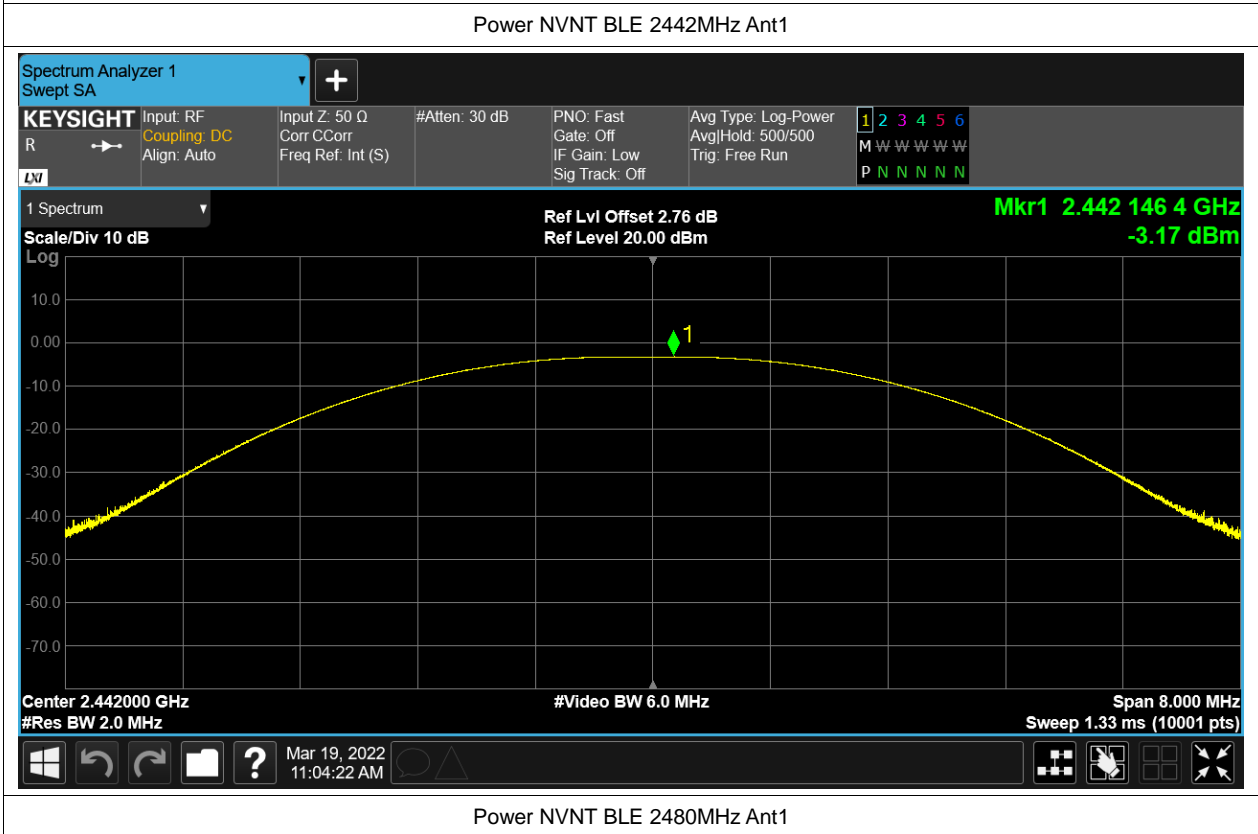 Power NVNT BLE 2442MHz Ant1
Spectrum Analyzer 1
Swept SA
KEYSIGHT
R
LXI
Input: RF
Coupling: DC
Align: Auto
Input Z: 50 Ω
Corr CCorr
Freq Ref: Int (S)
#Atten: 30 dB
PNO: Fast
Gate: Off
IF Gain: Low
Sig Track: Off
Avg Type: Log-Power
Avg|Hold: 500/500
Trig: Free Run
1 2 3 4 5 6
M W W W W W
P N N N N N
1 Spectrum
Scale/Div 10 dB
Log
Ref Lvl Offset 2.76 dB
Ref Level 20.00 dBm
Mkr1 2.442 146 4 GHz
-3.17 dBm
10.0
0.00
-10.0
-20.0
-30.0
-40.0
-50.0
-60.0
-70.0
1
Center 2.442000 GHz
#Res BW 2.0 MHz
#Video BW 6.0 MHz
Span 8.000 MHz
Sweep 1.33 ms (10001 pts)
?
Mar 19, 2022
11:04:22 AM
Power NVNT BLE 2480MHz Ant1